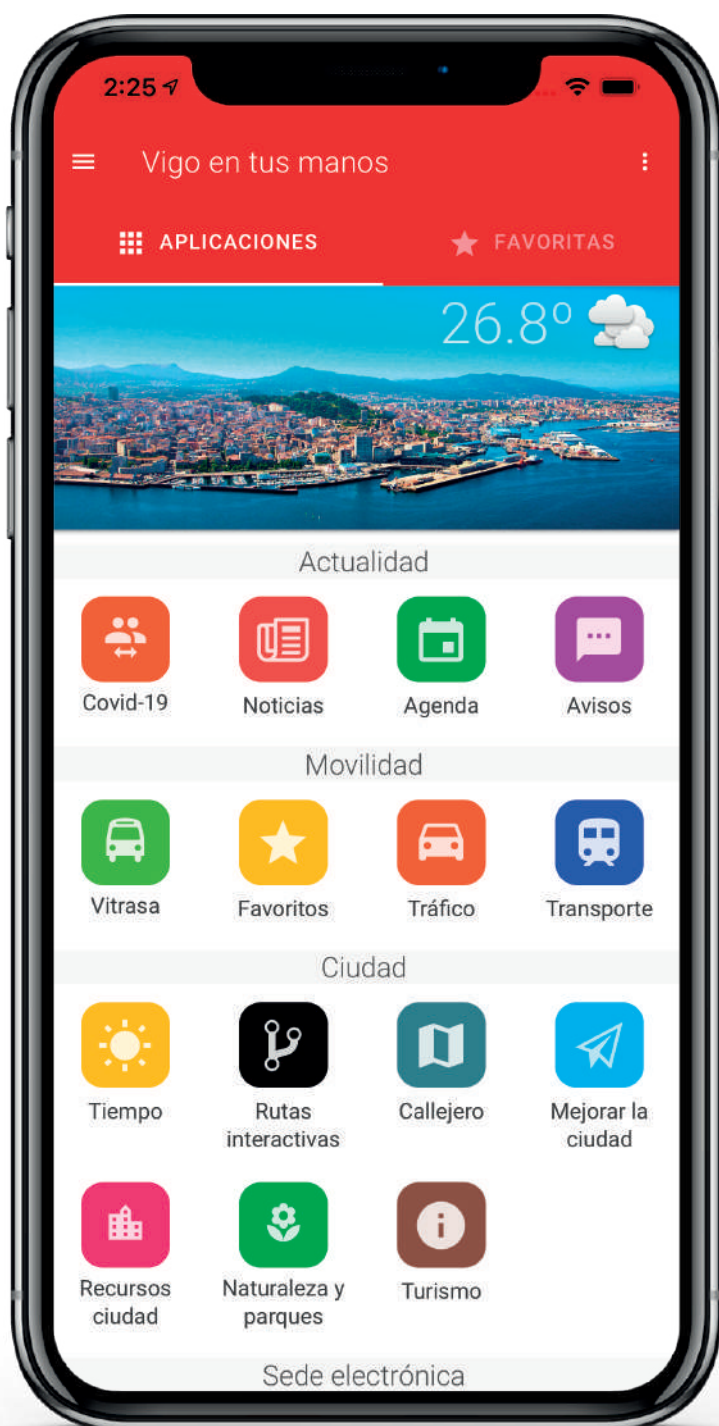 2:25
Vigo en tus manos
APLICACIONES
FAVORITAS
26.8º
Actualidad
Covid-19
Noticias
Agenda
Avisos
Movilidad
Vitrasa
Favoritos
Tráfico
Transporte
Ciudad
Tiempo
Rutas
interactivas
Callejero
Mejorar la
ciudad
Recursos
ciudad
Naturaleza y
parques
Turismo
Sede electrónica